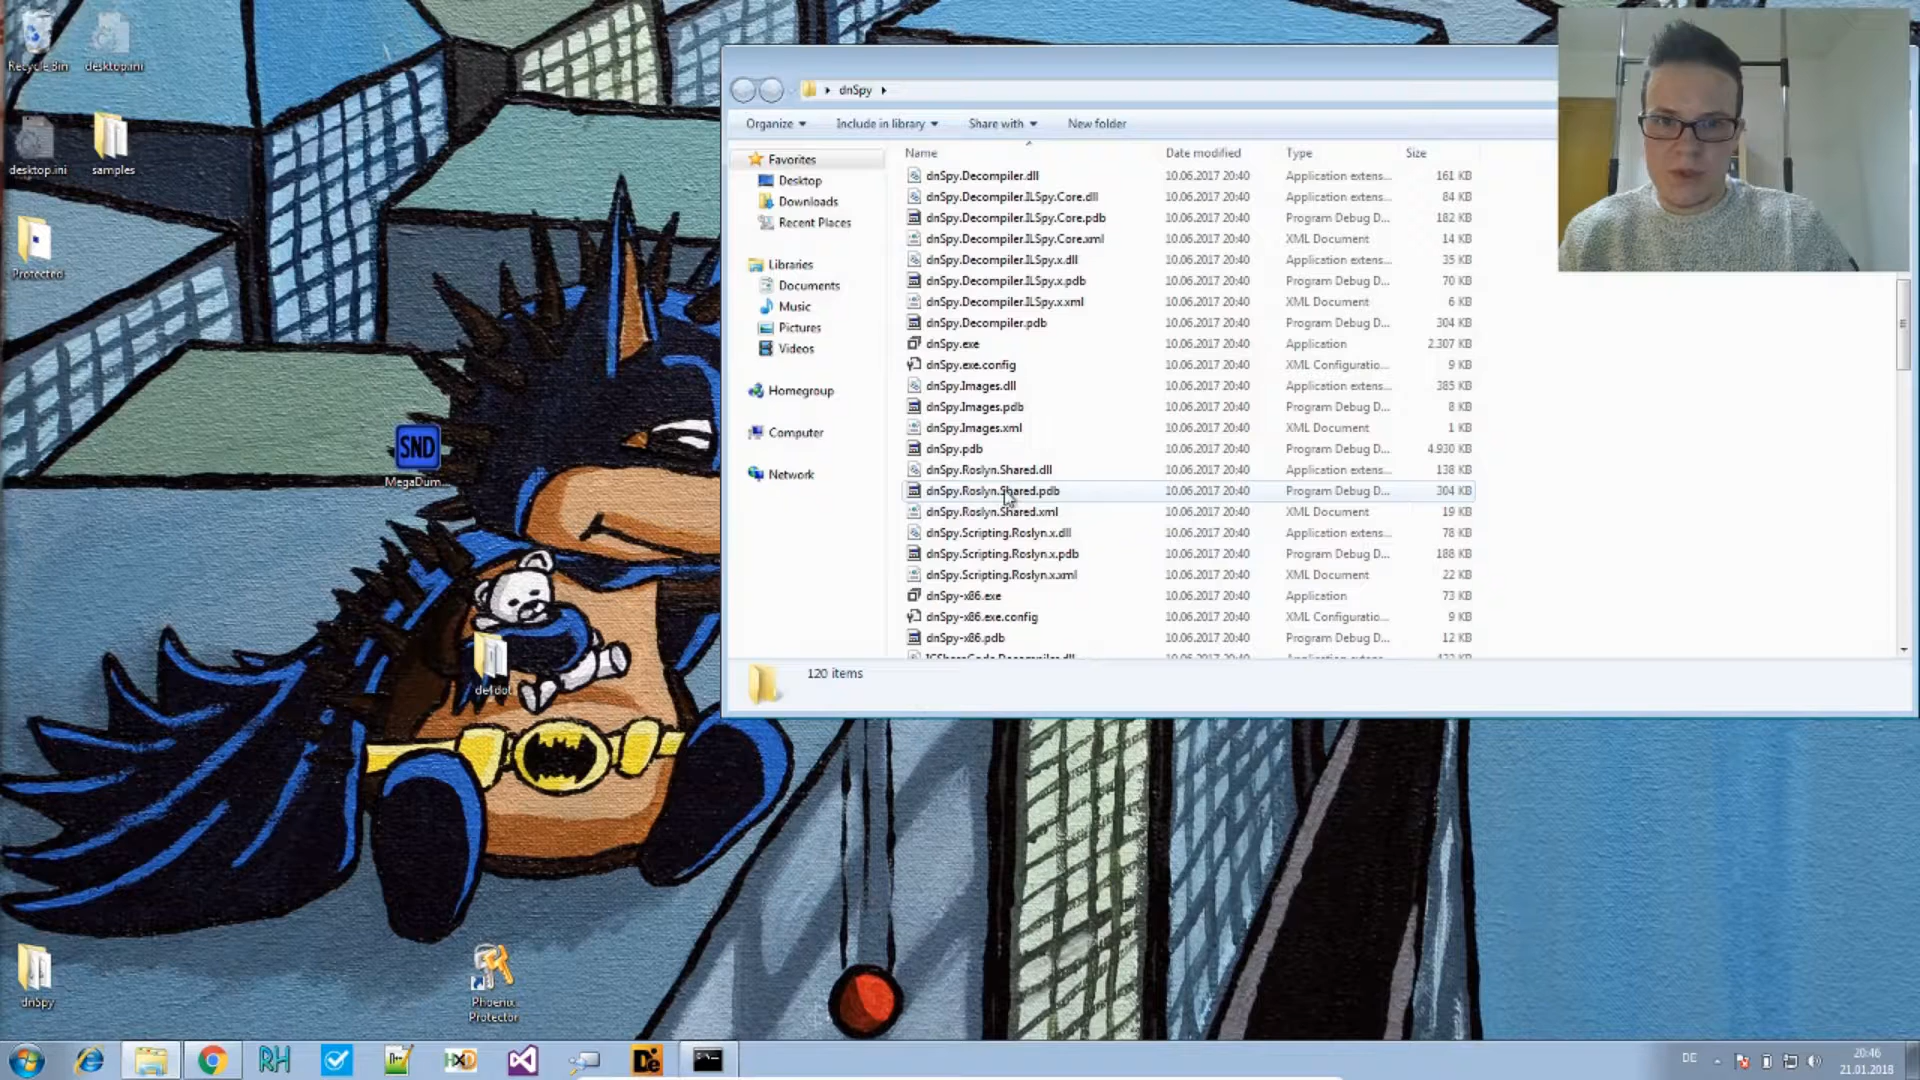 Recycle Bin
desktop.ini
desktop.ini
samples
Protected
SND
MegaDum...
de4dot
dnSpy
Phoenix
Protector
dnSpy
Organize
Include in library
Share with
New folder
Favorites
Desktop
Downloads
Recent Places
Libraries
Documents
Music
Pictures
Videos
Homegroup
Computer
Network
Name Date modified Type Size
dnSpy.Decompiler.dll 10.06.2017 20:40 Application extens... 161 KB
dnSpy.Decompiler.ILSpy.Core.dll 10.06.2017 20:40 Application extens... 84 KB
dnSpy.Decompiler.ILSpy.Core.pdb 10.06.2017 20:40 Program Debug D... 182 KB
dnSpy.Decompiler.ILSpy.Core.xml 10.06.2017 20:40 XML Document 14 KB
dnSpy.Decompiler.ILSpy.x.dll 10.06.2017 20:40 Application extens... 35 KB
dnSpy.Decompiler.ILSpy.x.pdb 10.06.2017 20:40 Program Debug D... 70 KB
dnSpy.Decompiler.ILSpy.x.xml 10.06.2017 20:40 XML Document 6 KB
dnSpy.Decompiler.pdb 10.06.2017 20:40 Program Debug D... 304 KB
dnSpy.exe 10.06.2017 20:40 Application 2.307 KB
dnSpy.exe.config 10.06.2017 20:40 XML Configuratio... 9 KB
dnSpy.Images.dll 10.06.2017 20:40 Application extens... 385 KB
dnSpy.Images.pdb 10.06.2017 20:40 Program Debug D... 8 KB
dnSpy.Images.xml 10.06.2017 20:40 XML Document 1 KB
dnSpy.pdb 10.06.2017 20:40 Program Debug D... 4.930 KB
dnSpy.Roslyn.Shared.dll 10.06.2017 20:40 Application extens... 138 KB
dnSpy.Roslyn.Shared.pdb 10.06.2017 20:40 Program Debug D... 304 KB
dnSpy.Roslyn.Shared.xml 10.06.2017 20:40 XML Document 19 KB
dnSpy.Scripting.Roslyn.x.dll 10.06.2017 20:40 Application extens... 78 KB
dnSpy.Scripting.Roslyn.x.pdb 10.06.2017 20:40 Program Debug D... 188 KB
dnSpy.Scripting.Roslyn.x.xml 10.06.2017 20:40 XML Document 22 KB
dnSpy-x86.exe 10.06.2017 20:40 Application 73 KB
dnSpy-x86.exe.config 10.06.2017 20:40 XML Configuratio... 9 KB
dnSpy-x86.pdb 10.06.2017 20:40 Program Debug D... 12 KB
120 items
RH
HXD
De
DE
20:46
21.01.2018